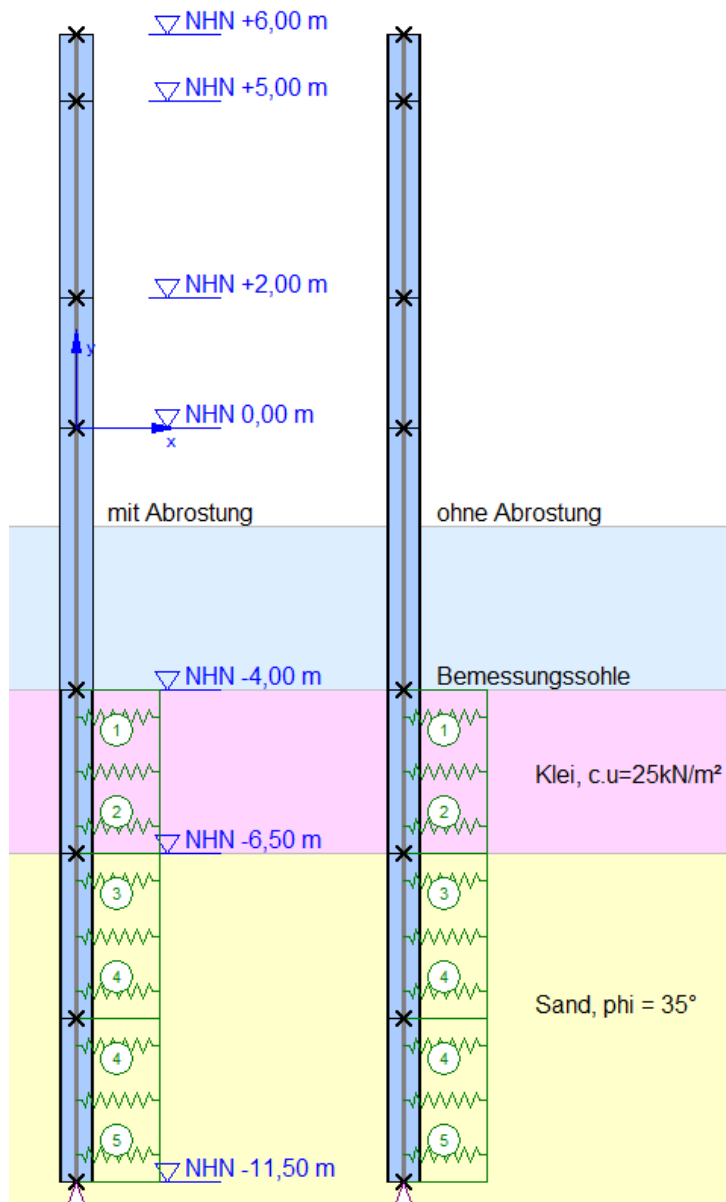 NHN +6,00 m
NHN +5,00 m
NHN +2,00 m
y
NHN 0,00 m
x
mit Abrostung
ohne Abrostung
NHN -4,00 m
Bemessungssohle
1
1
Klei, c.u=25kN/m²
2
2
NHN -6,50 m
3
3
4
4
Sand, phi = 35°
4
4
5
5
NHN -11,50 m